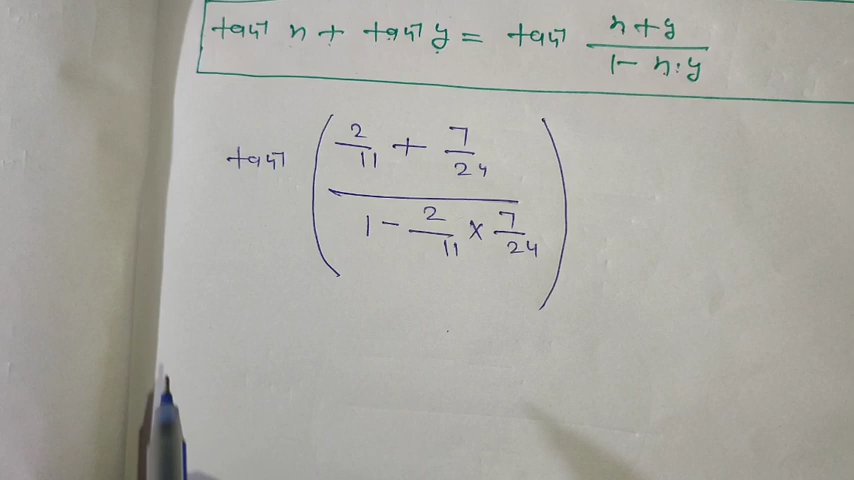 tan⁻¹ x + tan⁻¹ y = tan⁻¹ (x+y)/(1-x.y)
tan⁻¹ ((2/11 + 7/24)/(1 - 2/11 × 7/24))